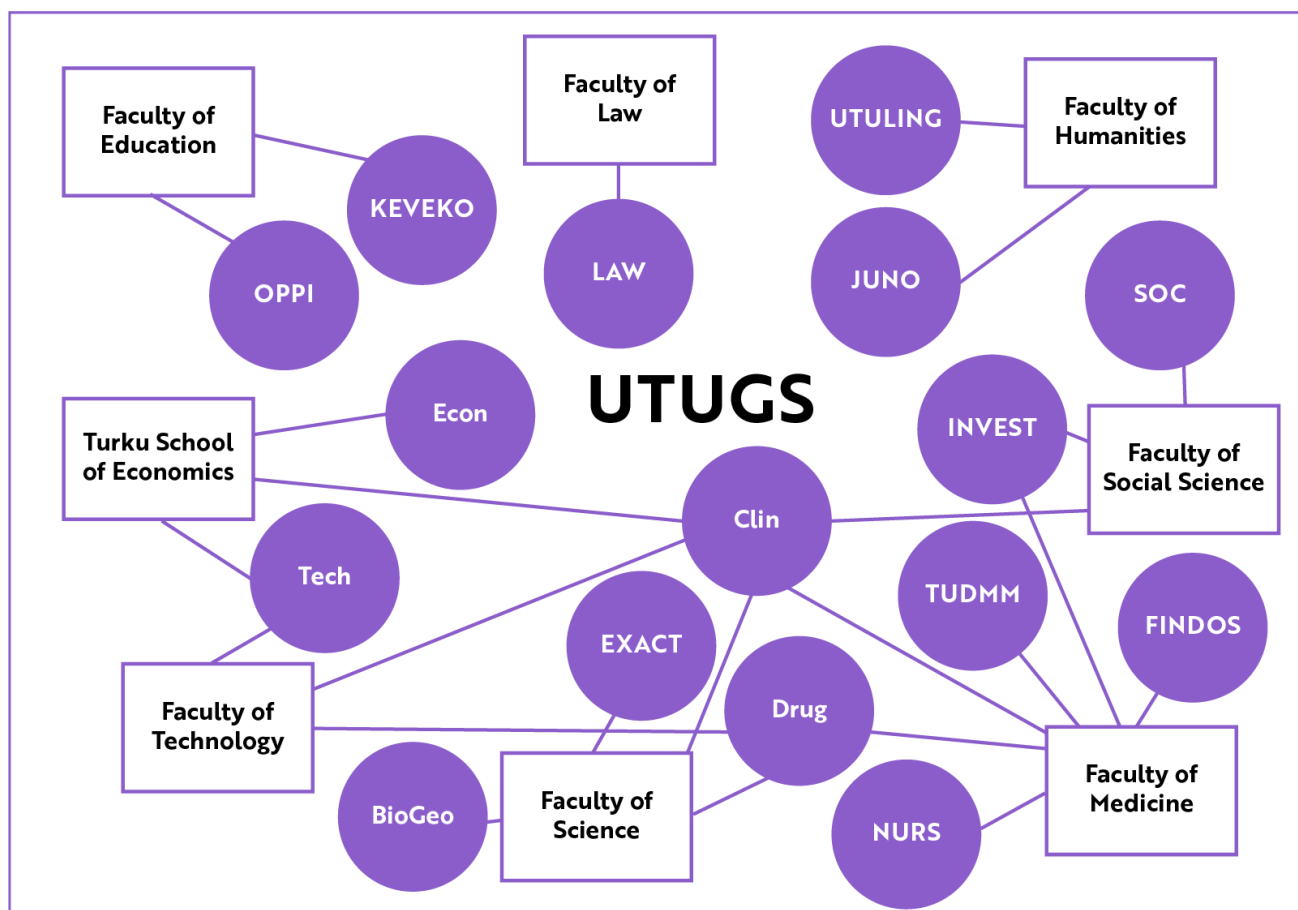 Faculty of
Education
KEVEKO
OPPI
Faculty of
Law
LAW
UTULING
Faculty of
Humanities
JUNO
SOC
UTUGS
Turku School
of Economics
Econ
INVEST
Faculty of
Social Science
Clin
Tech
TUDMM
FINDOS
EXACT
Drug
Faculty of
Technology
BioGeo
Faculty of
Science
NURS
Faculty of
Medicine